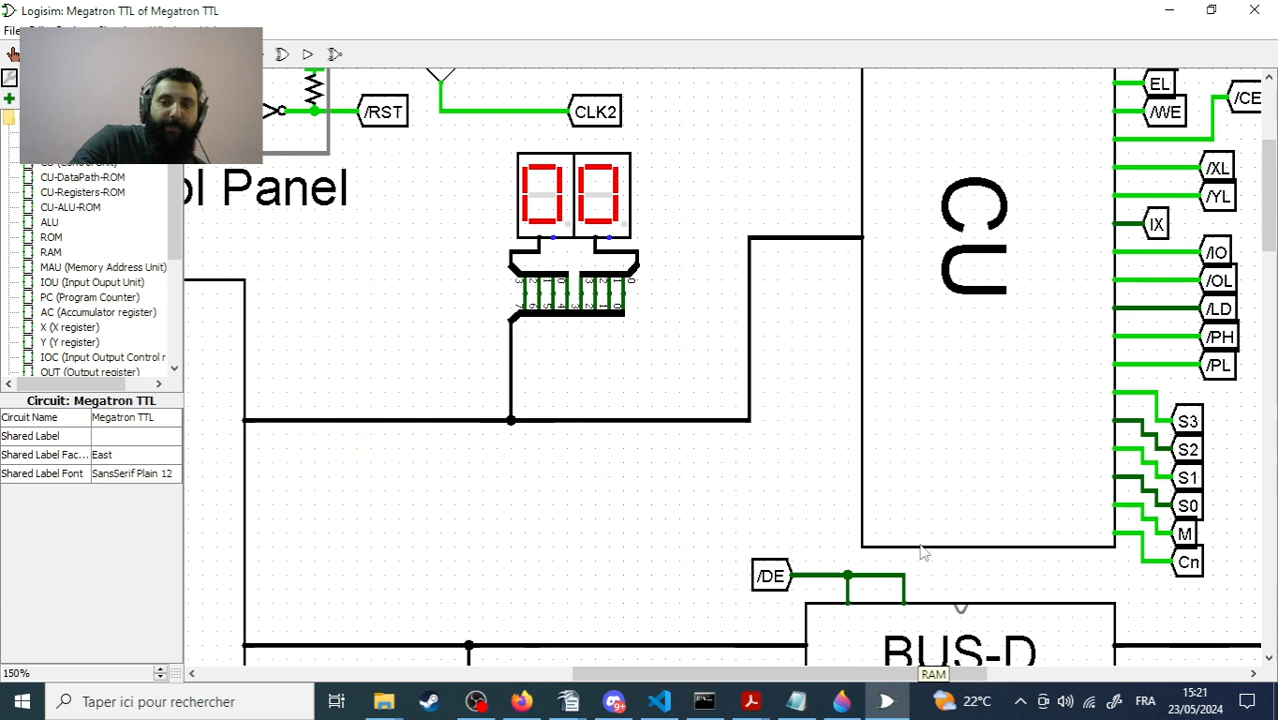 Logisim: Megatron TTL of Megatron TTL
File
/RST
CLK2
ol Panel
CU-DataPath-ROM
CU-Registers-ROM
CU-ALU-ROM
ALU
ROM
RAM
MAU (Memory Address Unit)
IOU (Input Ouput Unit)
PC (Program Counter)
AC (Accumulator register)
X (X register)
Y (Y register)
IOC (Input Output Control r
OUT (Output register)
Circuit: Megatron TTL
Circuit Name Megatron TTL
Shared Label
Shared Label Fac... East
Shared Label Font SansSerif Plain 12
150%
00
CU
EL
/WE
/CE
/XL
/YL
IX
/IO
/OL
/LD
/PH
/PL
S3
S2
S1
S0
M
Cn
/DE
BUS-D
RAM
Taper ici pour rechercher
22°C
FRA
15:21
23/05/2024